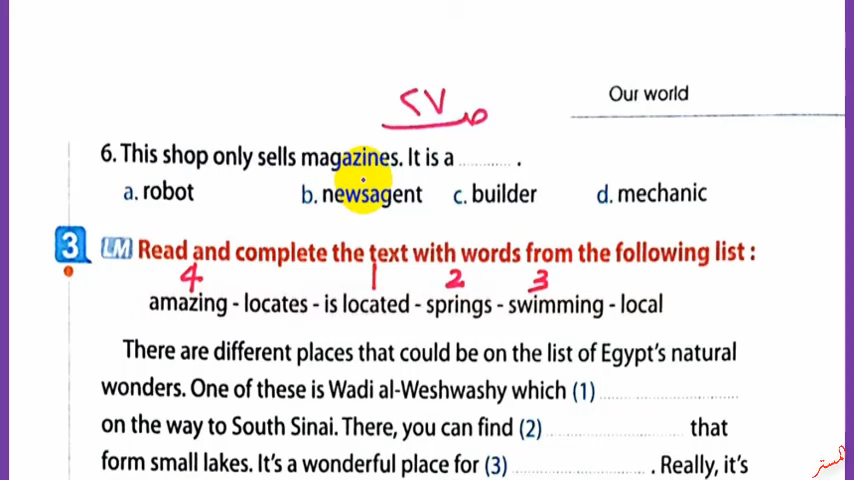 Our world
ص ٢٧
6. This shop only sells magazines. It is a ............ .
a. robot b. newsagent c. builder d. mechanic
3 LM Read and complete the text with words from the following list :
4 1 2 3
amazing - locates - is located - springs - swimming - local
There are different places that could be on the list of Egypt's natural
wonders. One of these is Wadi al-Weshwashy which (1) ............
on the way to South Sinai. There, you can find (2) ............ that
form small lakes. It's a wonderful place for (3) ............ . Really, it's